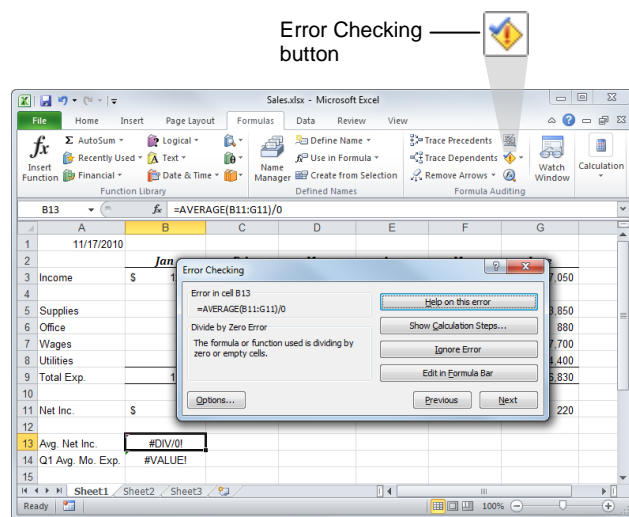 Error Checking
button
Sales.xlsx - Microsoft Excel
File Home Insert Page Layout Formulas Data Review View
Insert Function
Σ AutoSum
Recently Used
Financial
Logical
Text
Date & Time
Function Library
Name Manager
Define Name
Use in Formula
Create from Selection
Defined Names
Trace Precedents
Trace Dependents
Remove Arrows
Formula Auditing
Watch Window
Calculation
B13 fx =AVERAGE(B11:G11)/0
A B C D E F G
1 11/17/2010
2 Jan
3 Income $ 1 7,050
4
5 Supplies 3,850
6 Office 880
7 Wages 7,700
8 Utilities 4,400
9 Total Exp. 1 6,830
10
11 Net Inc. $ 220
12
13 Avg. Net Inc. #DIV/0!
14 Q1 Avg. Mo. Exp. #VALUE!
15
Error Checking
Error in cell B13
=AVERAGE(B11:G11)/0
Divide by Zero Error
The formula or function used is dividing by
zero or empty cells.
Help on this error
Show Calculation Steps...
Ignore Error
Edit in Formula Bar
Options... Previous Next
Sheet1 Sheet2 Sheet3
Ready 100%